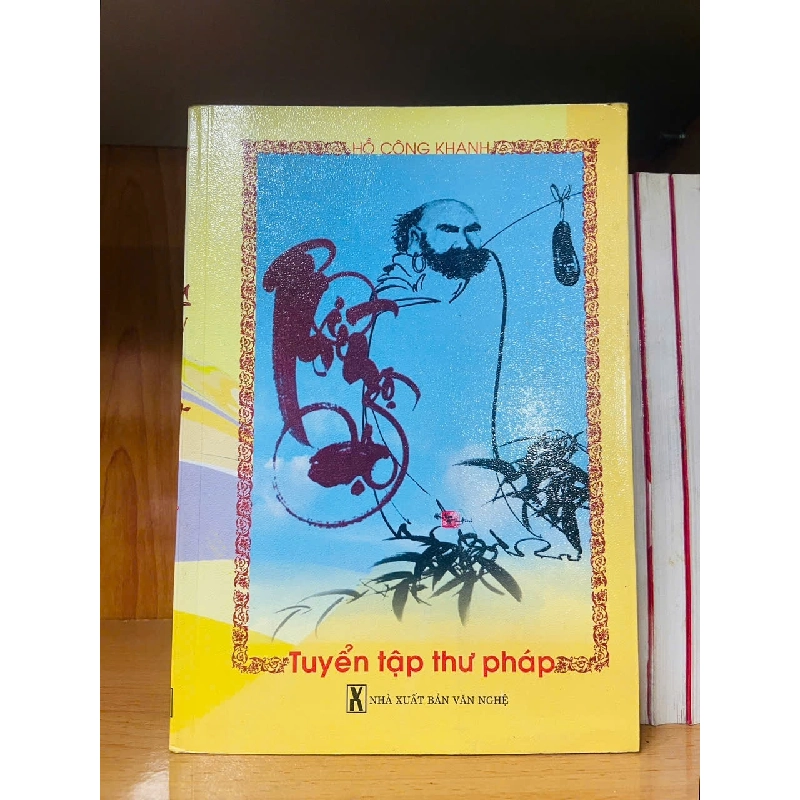 HỒ CÔNG KHANH
Tuyển tập thư pháp
NHÀ XUẤT BẢN VĂN NGHỆ